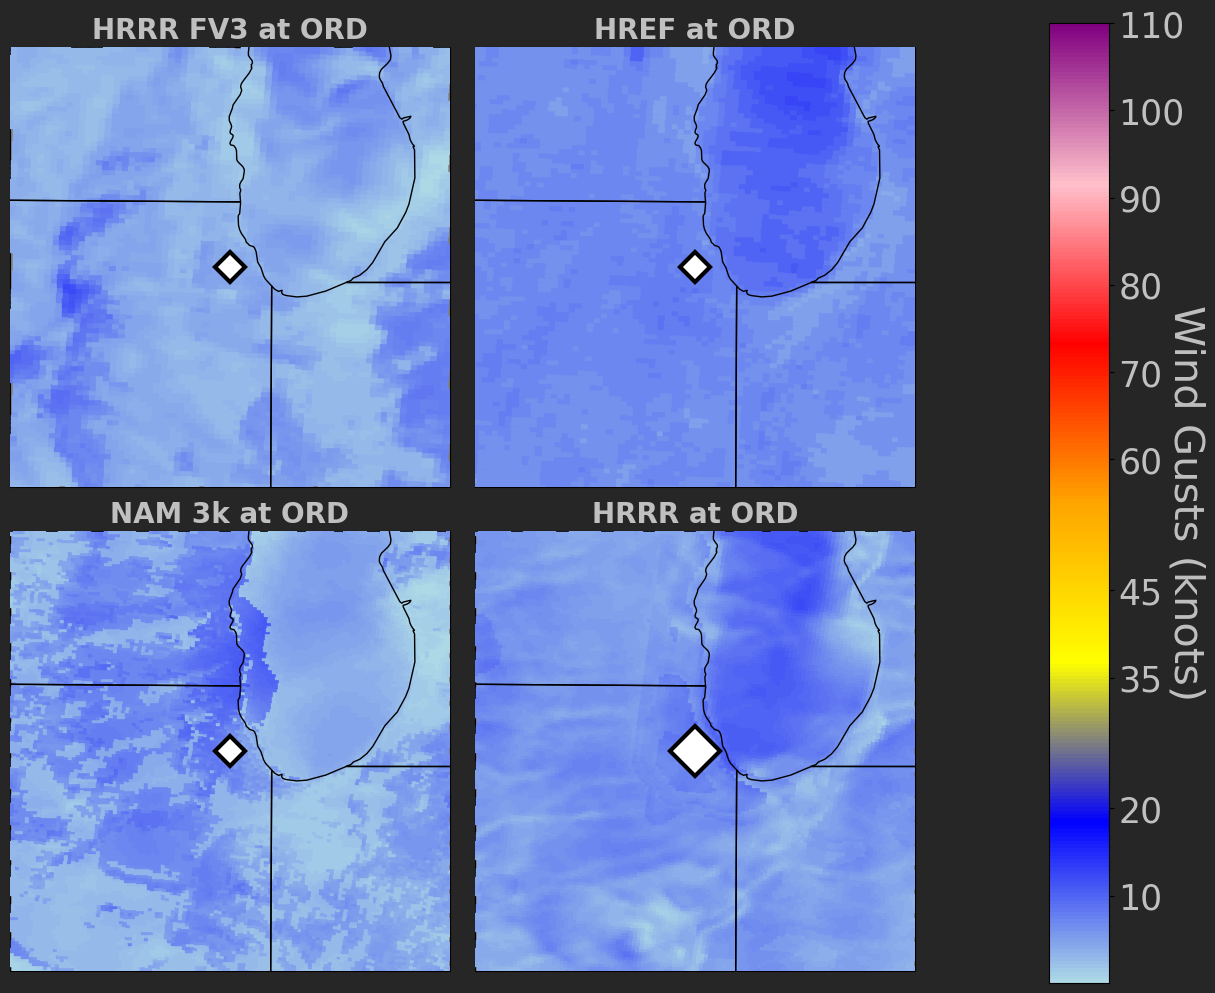 HRRR FV3 at ORD
HREF at ORD
NAM 3k at ORD
HRRR at ORD
110
100
90
80
70
60
45
35
20
10
Wind Gusts (knots)